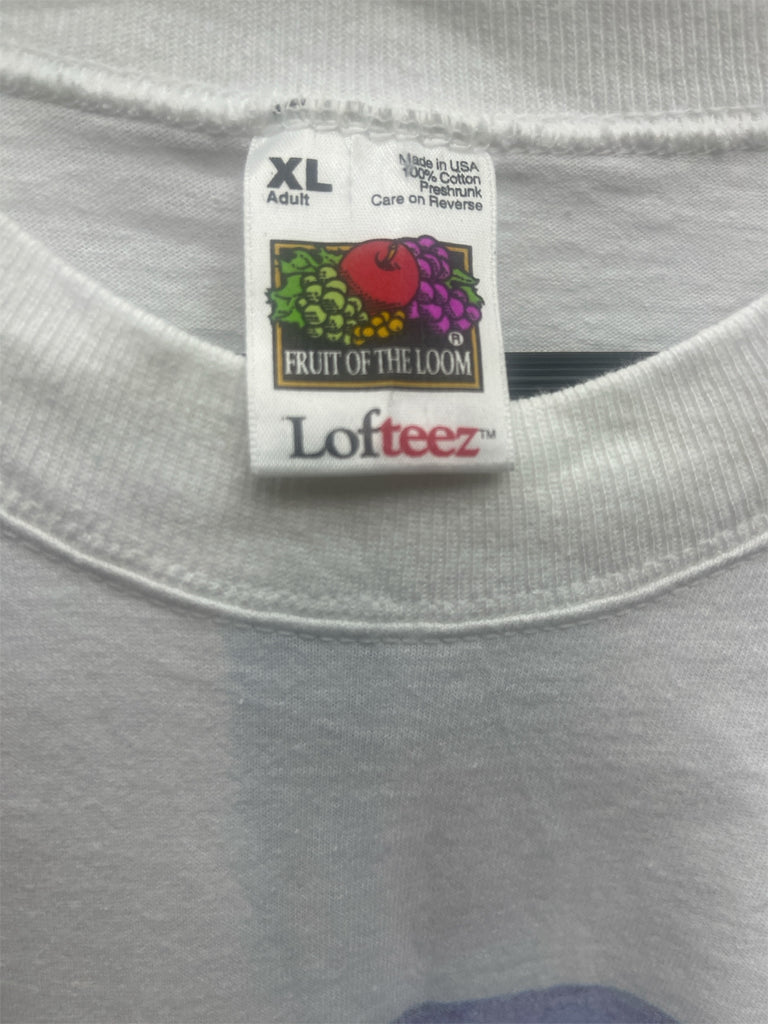 XL
Adult
Made in USA
100% Cotton
Preshrunk
Care on Reverse
®
FRUIT OF THE LOOM
Lofteez™